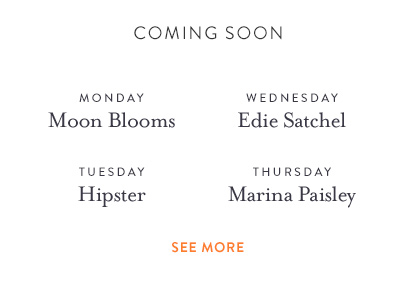 COMING SOON
MONDAY
Moon Blooms
WEDNESDAY
Edie Satchel
TUESDAY
Hipster
THURSDAY
Marina Paisley
SEE MORE